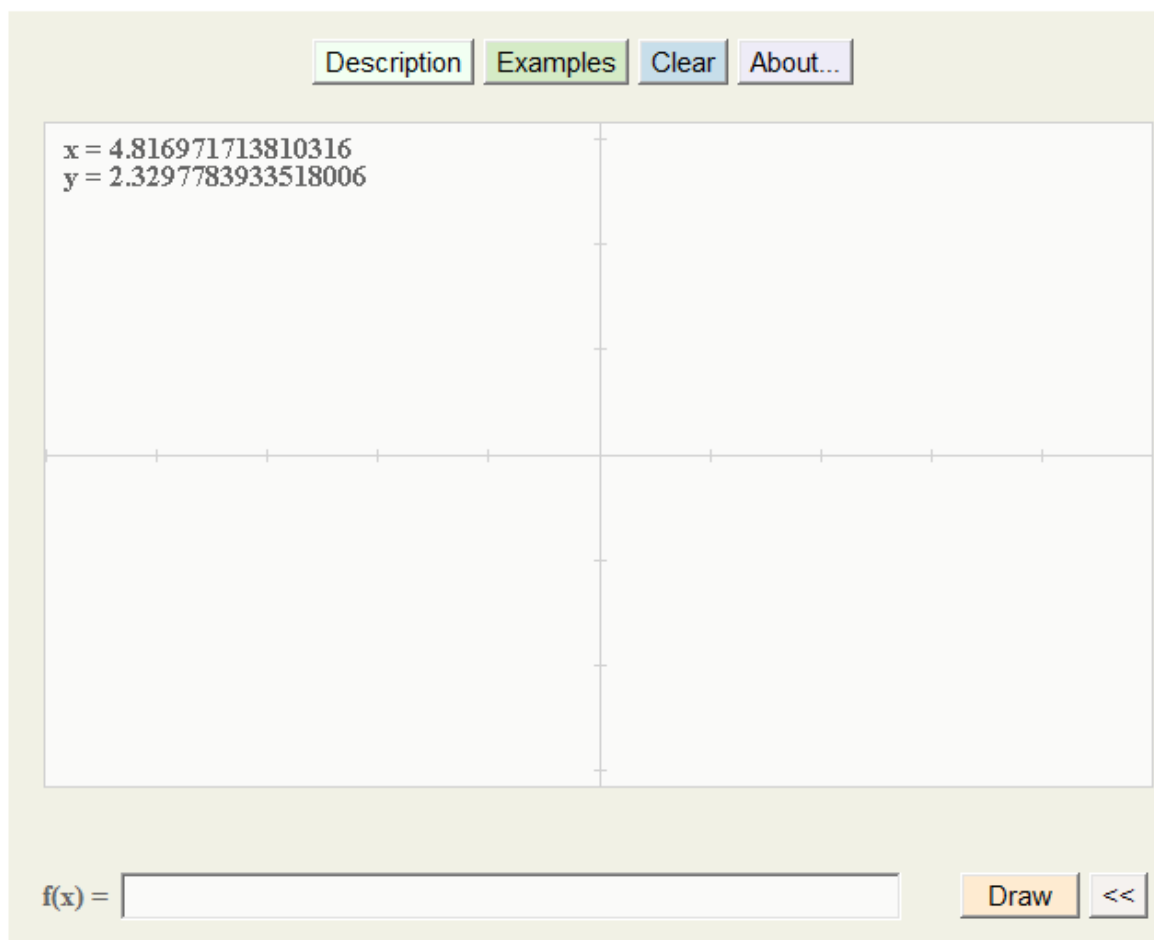 Description Examples Clear About...
x = 4.816971713810316
y = 2.3297783933518006
f(x) = Draw <<